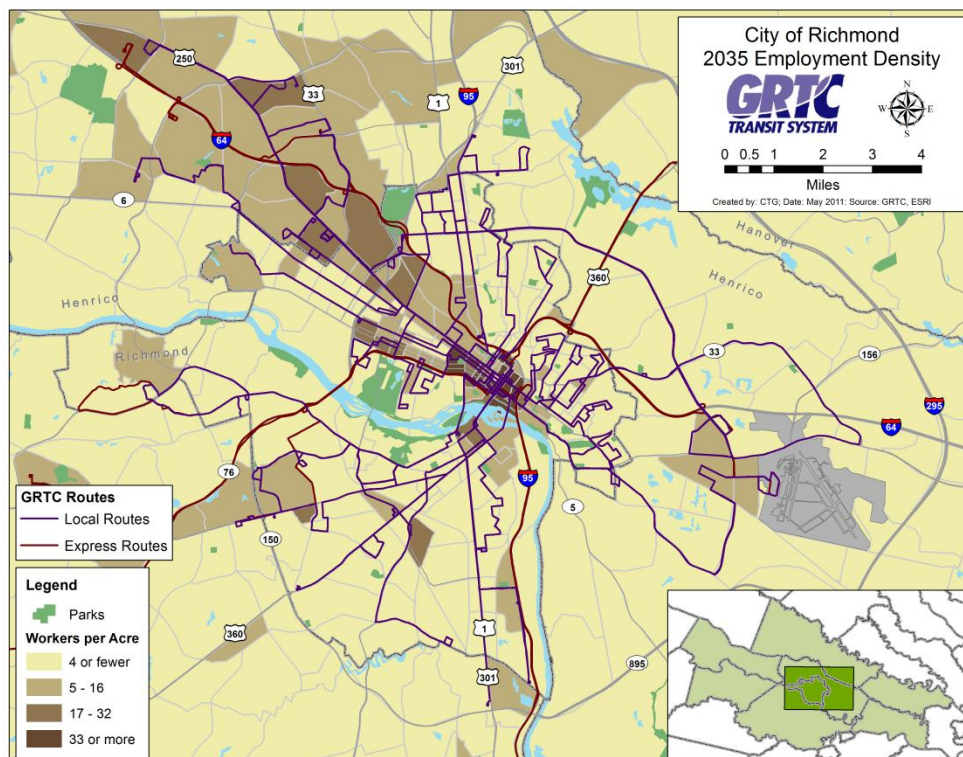 City of Richmond
2035 Employment Density
GRTC
TRANSIT SYSTEM
N
W E
S
0 0.5 1 2 3 4
Miles
Created by: CTG; Date: May 2011: Source: GRTC, ESRI
250
33
301
1
95
64
6
360
Hanover
Henrico
Henrico
Richmond
33
156
295
64
76
95
5
150
360
1
301
895
GRTC Routes
Local Routes
Express Routes
Legend
Parks
Workers per Acre
4 or fewer
5 - 16
17 - 32
33 or more